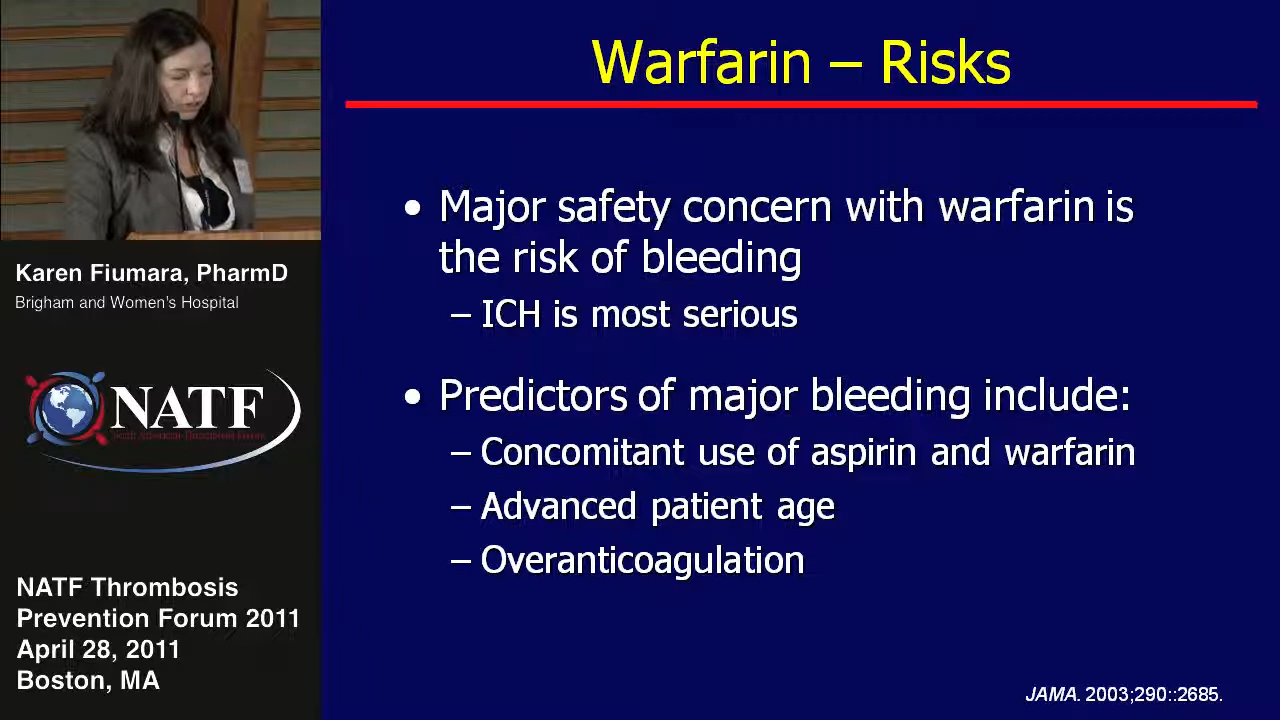 Warfarin – Risks
• Major safety concern with warfarin is
the risk of bleeding
– ICH is most serious
• Predictors of major bleeding include:
– Concomitant use of aspirin and warfarin
– Advanced patient age
– Overanticoagulation
JAMA. 2003;290::2685.
Karen Fiumara, PharmD
Brigham and Women's Hospital
NATF
NATF Thrombosis
Prevention Forum 2011
April 28, 2011
Boston, MA